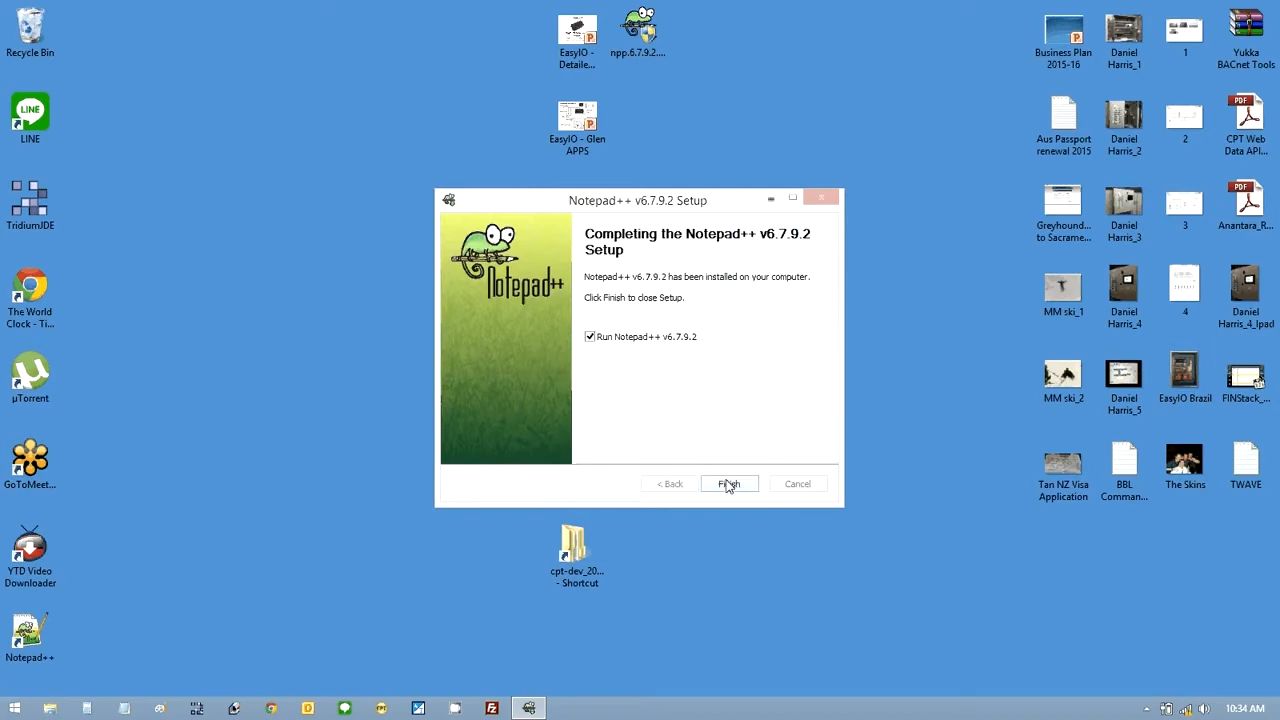 Recycle Bin
LINE
LINE
TridiumJDE
The World
Clock - Ti...
µTorrent
GoToMeet...
YTD Video
Downloader
Notepad++
EasyIO -
Detaile...
npp.6.7.9.2....
EasyIO - Glen
APPS
Notepad++ v6.7.9.2 Setup
Notepad++
Completing the Notepad++ v6.7.9.2
Setup
Notepad++ v6.7.9.2 has been installed on your computer.
Click Finish to close Setup.
Run Notepad++ v6.7.9.2
< Back
Finish
Cancel
cpt-dev_20...
- Shortcut
Business Plan
2015-16
Daniel
Harris_1
1
Yukka
BACnet Tools
Aus Passport
renewal 2015
Daniel
Harris_2
2
PDF
CPT Web
Data API...
Greyhound...
to Sacrame...
Daniel
Harris_3
3
PDF
Anantara_R...
MM ski_1
Daniel
Harris_4
4
Daniel
Harris_4_Ipad
MM ski_2
Daniel
Harris_5
EasyIO Brazil
FINStack_...
Tan NZ Visa
Application
BBL
Comman...
The Skins
TWAVE
10:34 AM